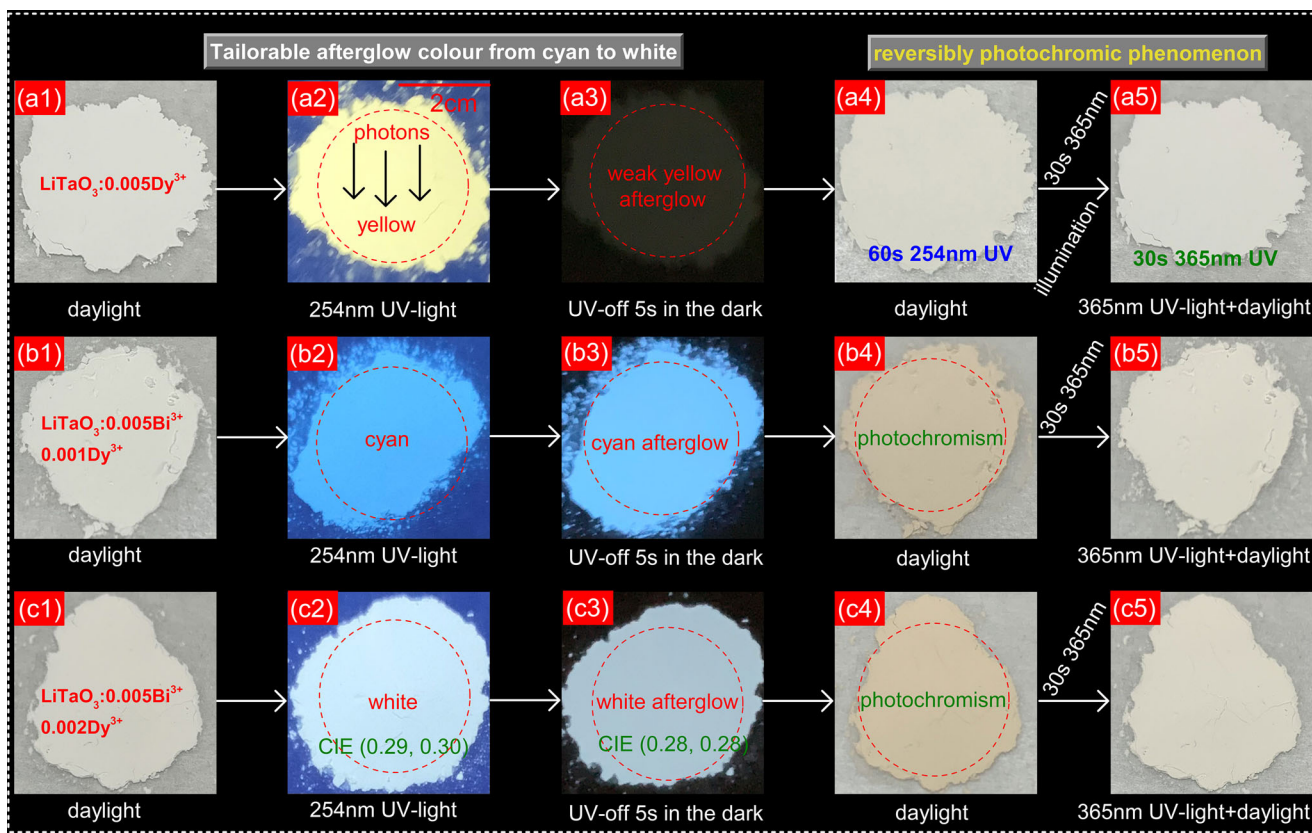 Tailorable afterglow colour from cyan to white
reversibly photochromic phenomenon
(a1)
LiTaO₃:0.005Dy³⁺
daylight
(a2)
2cm
photons
yellow
254nm UV-light
(a3)
weak yellow
afterglow
UV-off 5s in the dark
(a4)
60s 254nm UV
daylight
30s 365nm
illumination
(a5)
30s 365nm UV
365nm UV-light+daylight
(b1)
LiTaO₃:0.005Bi³⁺
0.001Dy³⁺
daylight
(b2)
cyan
254nm UV-light
(b3)
cyan afterglow
UV-off 5s in the dark
(b4)
photochromism
daylight
30s 365nm
(b5)
365nm UV-light+daylight
(c1)
LiTaO₃:0.005Bi³⁺
0.002Dy³⁺
daylight
(c2)
white
CIE (0.29, 0.30)
254nm UV-light
(c3)
white afterglow
CIE (0.28, 0.28)
UV-off 5s in the dark
(c4)
photochromism
daylight
30s 365nm
(c5)
365nm UV-light+daylight